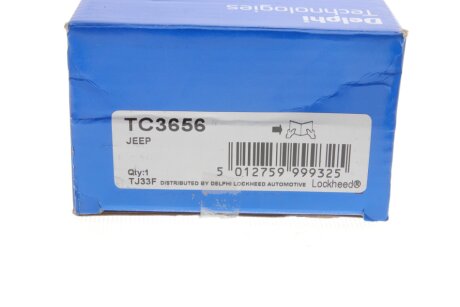 Delphi
Technologies
TC3656
JEEP
5 012759 999325
Qty:1
TJ33F DISTRIBUTED BY DELPHI LOCKHEED AUTOMOTIVE Lockheed®